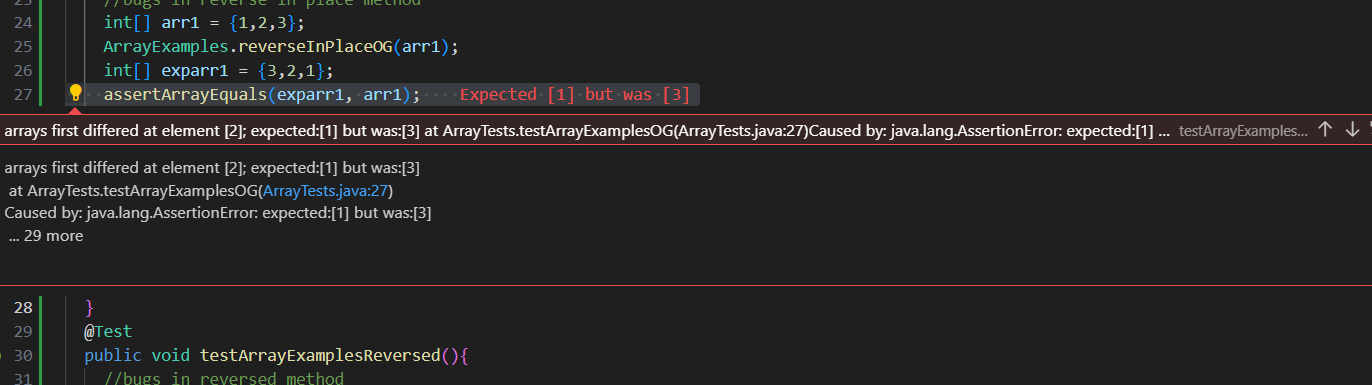 23 //bugs in reverse in place method
24 int[] arr1 = {1,2,3};
25 ArrayExamples.reverseInPlaceOG(arr1);
26 int[] exparr1 = {3,2,1};
27 assertArrayEquals(exparr1, arr1); Expected [1] but was [3]
arrays first differed at element [2]; expected:[1] but was:[3] at ArrayTests.testArrayExamplesOG(ArrayTests.java:27)Caused by: java.lang.AssertionError: expected:[1] ... testArrayExamples...
arrays first differed at element [2]; expected:[1] but was:[3]
at ArrayTests.testArrayExamplesOG(ArrayTests.java:27)
Caused by: java.lang.AssertionError: expected:[1] but was:[3]
... 29 more
28 }
29 @Test
30 public void testArrayExamplesReversed(){
31 //bugs in reversed method